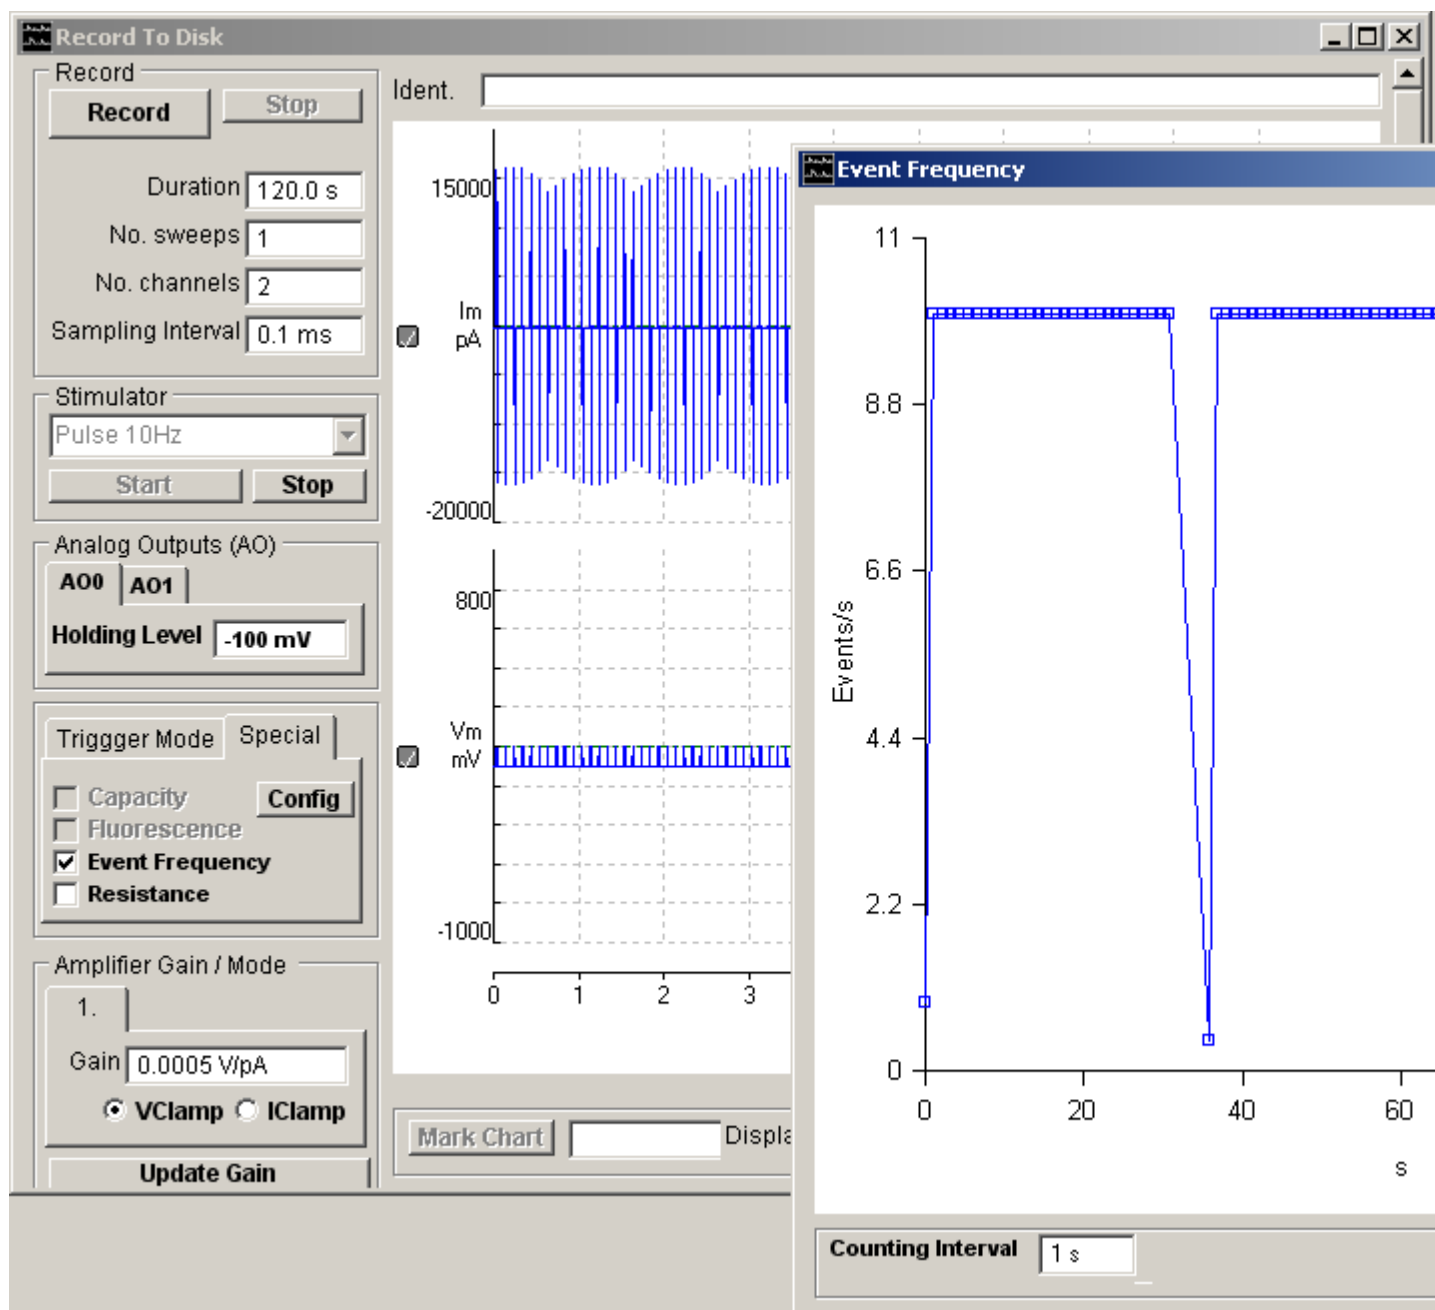 Record To Disk
Record
Record
Stop
Duration 120.0 s
No. sweeps 1
No. channels 2
Sampling Interval 0.1 ms
Stimulator
Pulse 10Hz
Start
Stop
Analog Outputs (AO)
AO0
AO1
Holding Level -100 mV
Triggger Mode
Special
Capacity
Config
Fluorescence
Event Frequency
Resistance
Amplifier Gain / Mode
1.
Gain 0.0005 V/pA
VClamp IClamp
Update Gain
Ident.
15000
Im
pA
-20000
800
Vm
mV
-1000
0 1 2 3
Mark Chart
Displa
Event Frequency
11
8.8
6.6
Events/s
4.4
2.2
0
0 20 40 60
s
Counting Interval 1 s